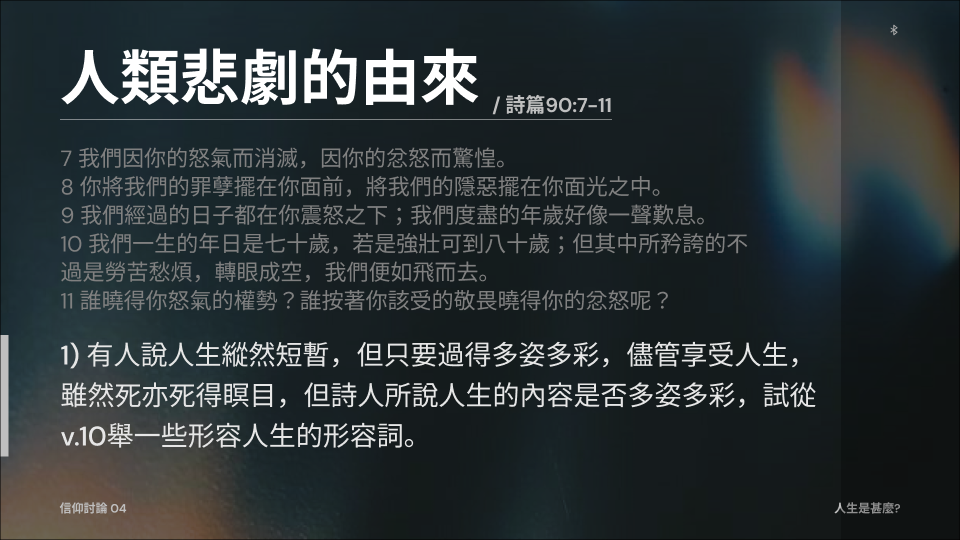 人類悲劇的由來 / 詩篇90:7-11
7 我們因你的怒氣而消滅，因你的忿怒而驚惶。
8 你將我們的罪孽擺在你面前，將我們的隱惡擺在你面光之中。
9 我們經過的日子都在你震怒之下；我們度盡的年歲好像一聲歎息。
10 我們一生的年日是七十歲，若是強壯可到八十歲；但其中所矜誇的不
過是勞苦愁煩，轉眼成空，我們便如飛而去。
11 誰曉得你怒氣的權勢？誰按著你該受的敬畏曉得你的忿怒呢？
1) 有人說人生縱然短暫，但只要過得多姿多彩，儘管享受人生，
雖然死亦死得瞑目，但詩人所說人生的內容是否多姿多彩，試從
v.10舉一些形容人生的形容詞。
信仰討論 04
人生是甚麼?